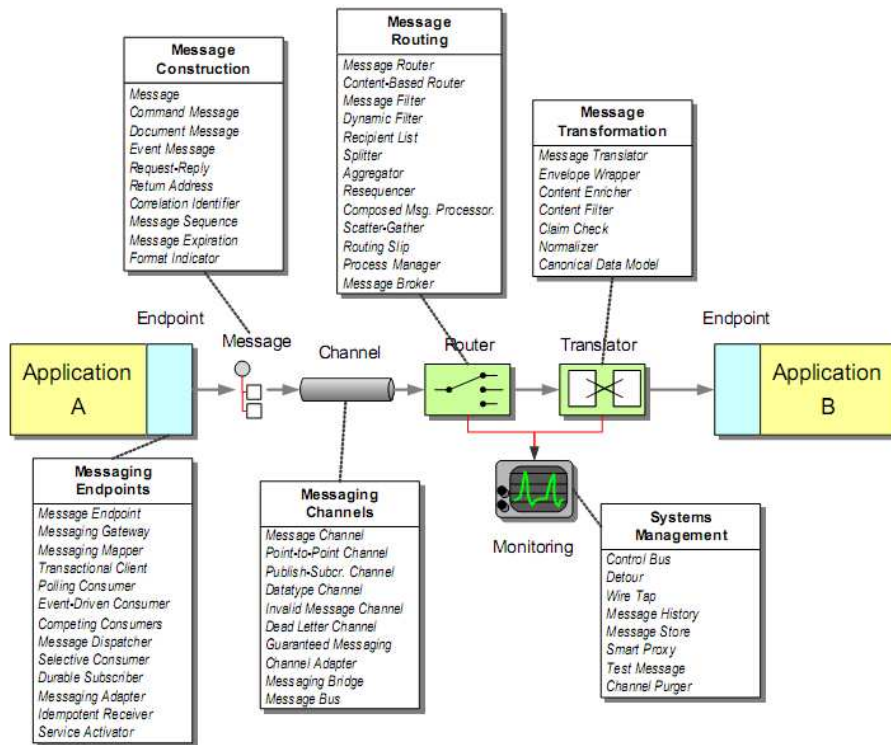 Message
Construction
Message
Command Message
Document Message
Event Message
Request-Reply
Return Address
Correlation Identifier
Message Sequence
Message Expiration
Format Indicator
Message
Routing
Message Router
Content-Based Router
Message Filter
Dynamic Filter
Recipient List
Splitter
Aggregator
Resequencer
Composed Msg. Processor.
Scatter-Gather
Routing Slip
Process Manager
Message Broker
Message
Transformation
Message Translator
Envelope Wrapper
Content Enricher
Content Filter
Claim Check
Normalizer
Canonical Data Model
Endpoint
Message
Channel
Router
Translator
Endpoint
Application
A
Application
B
Messaging
Endpoints
Message Endpoint
Messaging Gateway
Messaging Mapper
Transactional Client
Polling Consumer
Event-Driven Consumer
Competing Consumers
Message Dispatcher
Selective Consumer
Durable Subscriber
Messaging Adapter
Idempotent Receiver
Service Activator
Messaging
Channels
Message Channel
Point-to-Point Channel
Publish-Subcr. Channel
Datatype Channel
Invalid Message Channel
Dead Letter Channel
Guaranteed Messaging
Channel Adapter
Messaging Bridge
Message Bus
Monitoring
Systems
Management
Control Bus
Detour
Wire Tap
Message History
Message Store
Smart Proxy
Test Message
Channel Purger